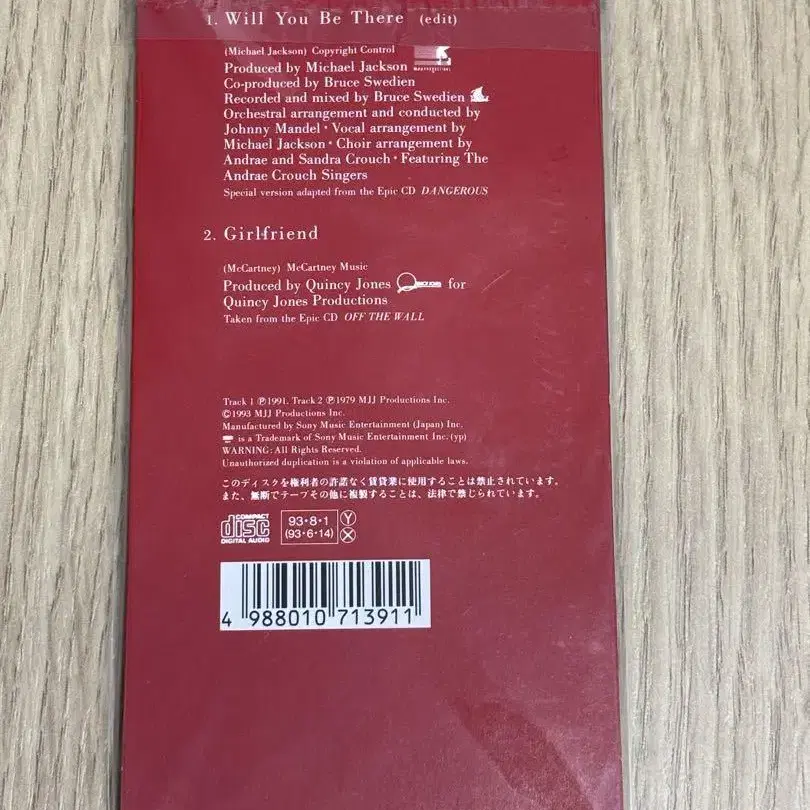 1. Will You Be There (edit)
(Michael Jackson) Copyright Control
Produced by Michael Jackson
Co-produced by Bruce Swedien
Recorded and mixed by Bruce Swedien
Orchestral arrangement and conducted by
Johnny Mandel・Vocal arrangement by
Michael Jackson・Choir arrangement by
Andrae and Sandra Crouch・Featuring The
Andrae Crouch Singers
Special version adapted from the Epic CD DANGEROUS
2. Girlfriend
(McCartney) McCartney Music
Produced by Quincy Jones QUINCY JONES for
Quincy Jones Productions
Taken from the Epic CD OFF THE WALL
Track 1 ℗1991. Track 2 ℗1979 MJJ Productions Inc.
©1993 MJJ Productions Inc.
Manufactured by Sony Music Entertainment (Japan) Inc.
is a Trademark of Sony Music Entertainment Inc. (yp)
WARNING: All Rights Reserved.
Unauthorized duplication is a violation of applicable laws.
このディスクを権利者の許諾なく賃貸業に使用することは禁止されています。
また、無断でテープその他に複製することは、法律で禁じられています。
COMPACT
disc
DIGITAL AUDIO
93・8・1
(93・6・14)
Ⓨ
Ⓧ
4 988010 713911